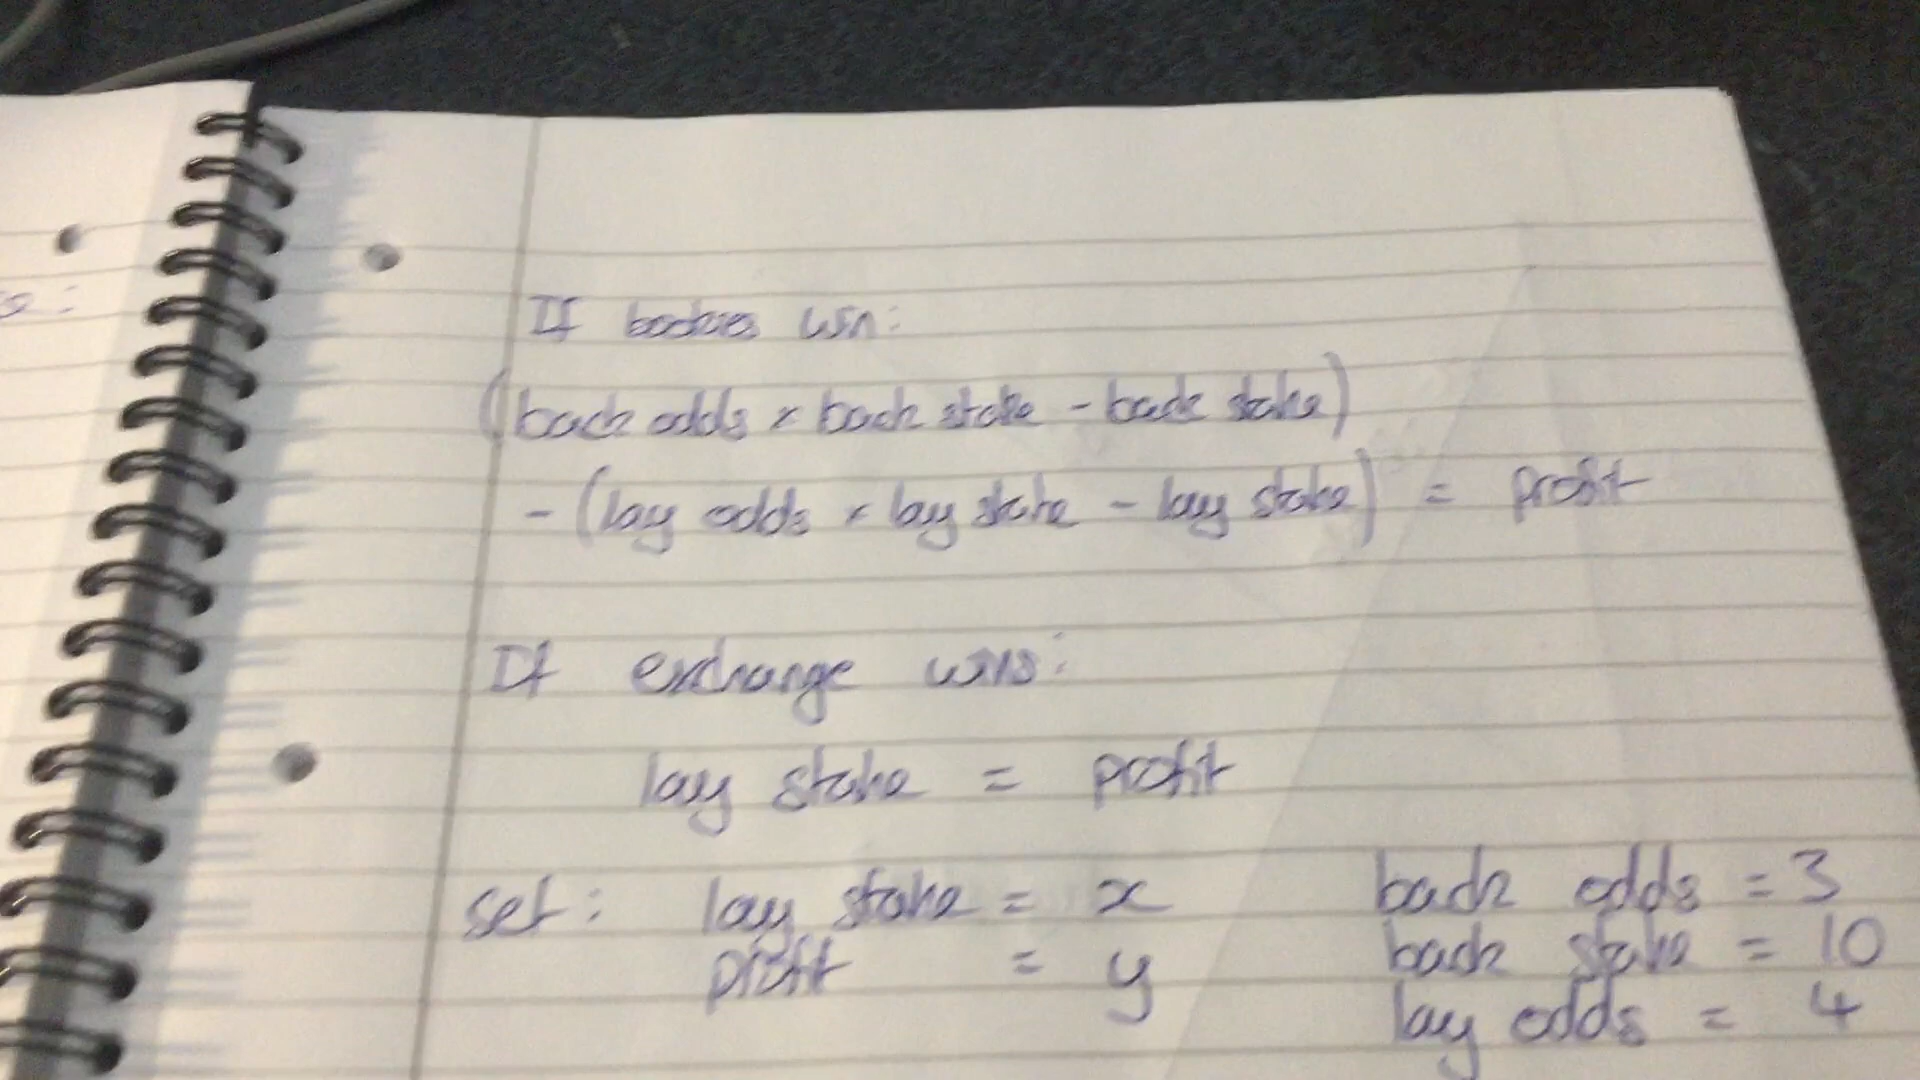 If bookies win:
(back odds x back stake - back stake)
- (lay odds x lay stake - lay stake) = profit
If exchange wins:
lay stake = profit
set: lay stake = x back odds = 3
profit = y back stake = 10
lay odds = 4